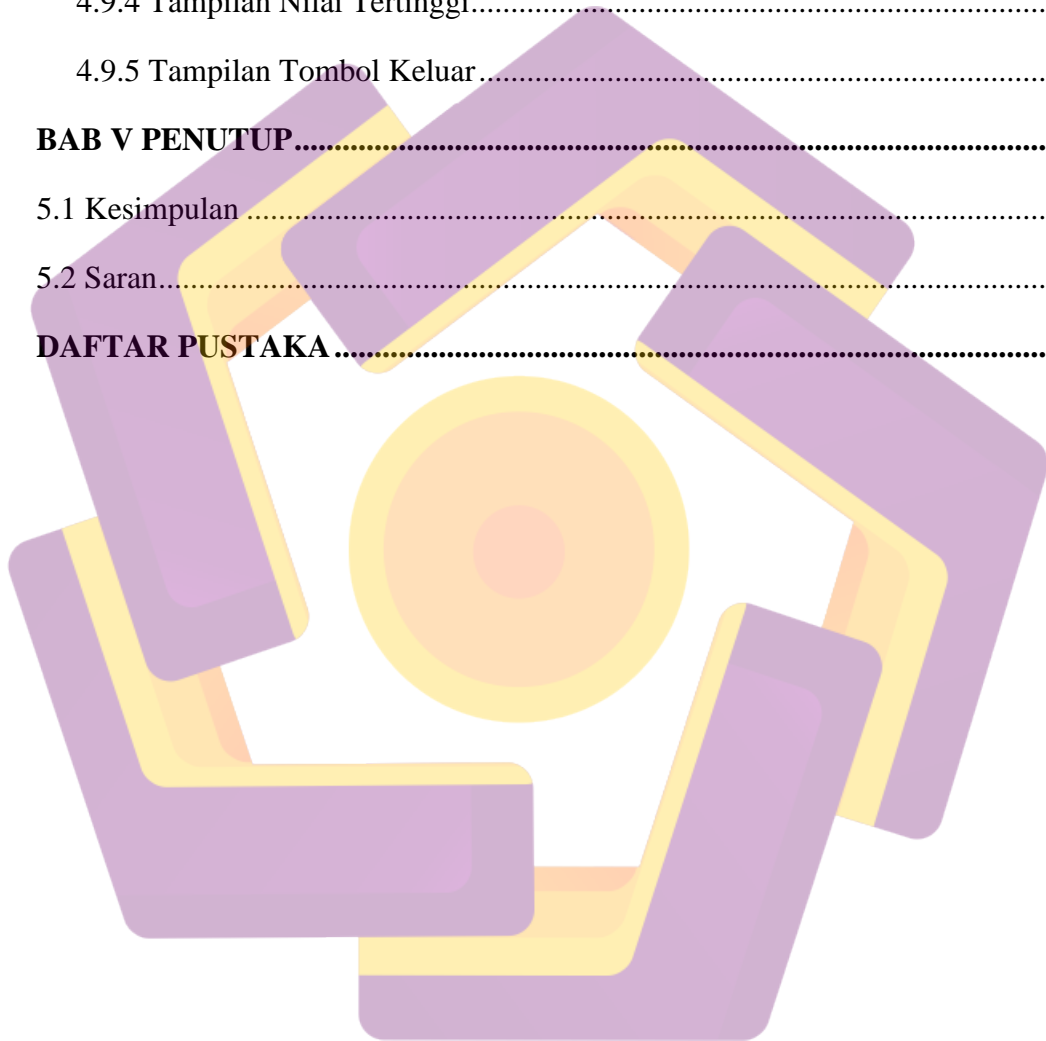 4.9.4 Tampilan Nilai Tertinggi................................................................
4.9.5 Tampilan Tombol Keluar................................................................
BAB V PENUTUP................................................................
5.1 Kesimpulan ................................................................
5.2 Saran................................................................
DAFTAR PUSTAKA................................................................